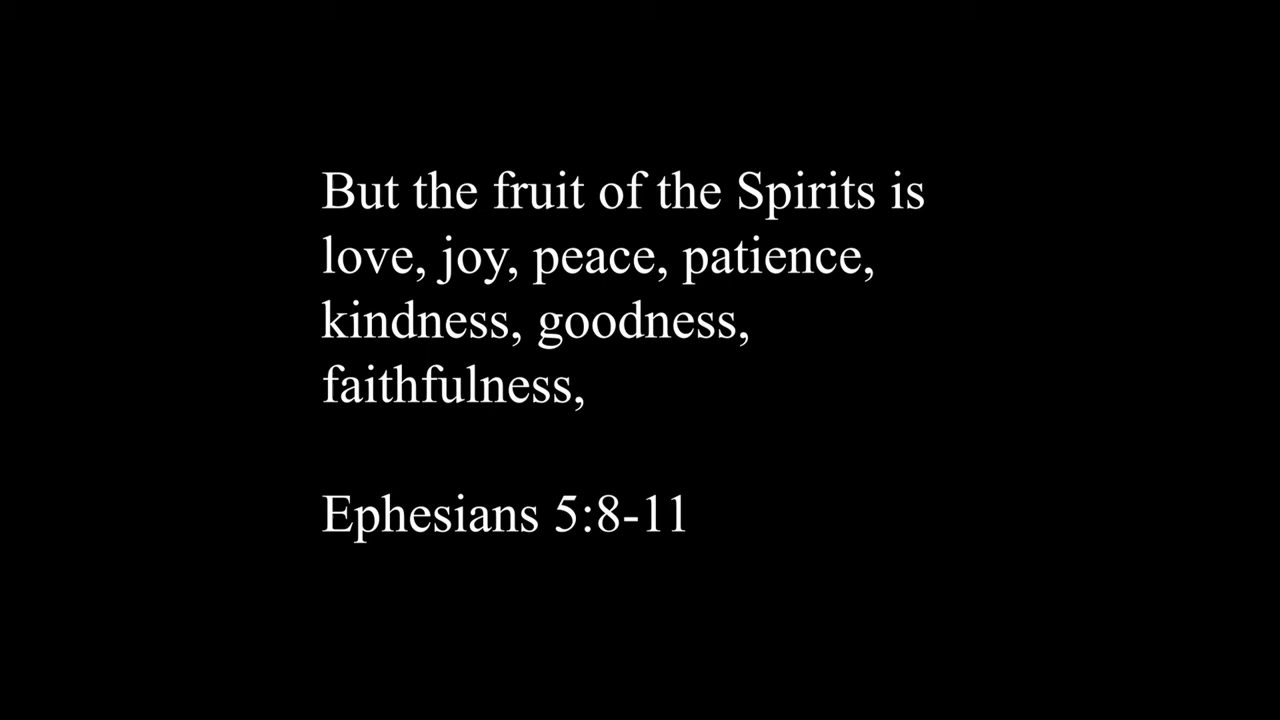 But the fruit of the Spirits is
love, joy, peace, patience,
kindness, goodness,
faithfulness,
Ephesians 5:8-11